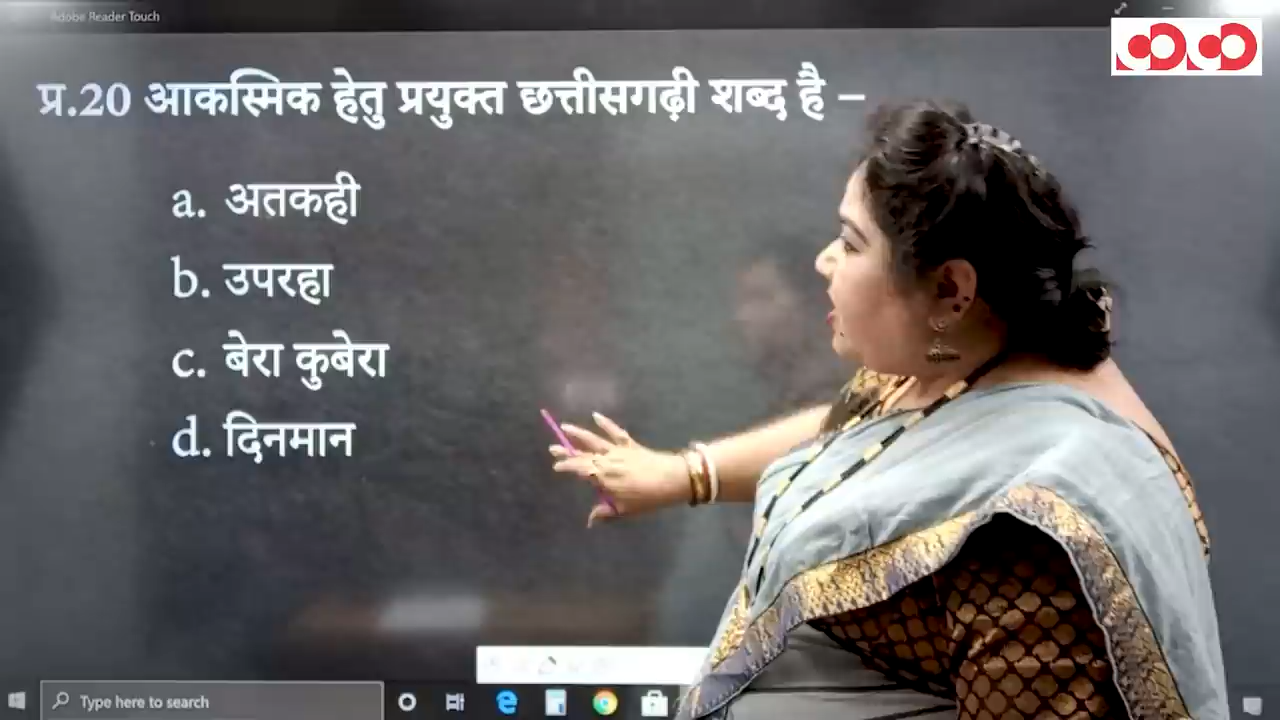 Adobe Reader Touch
प्र.20 आकस्मिक हेतु प्रयुक्त छत्तीसगढ़ी शब्द है –
a. अतकही
b. उपरहा
c. बेरा कुबेरा
d. दिनमान
Type here to search